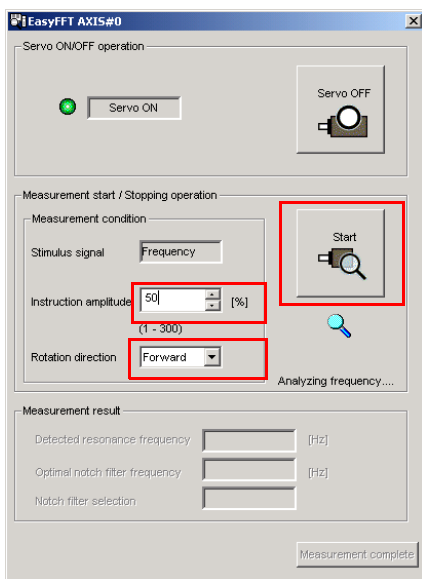 EasyFFT AXIS#0
Servo ON/OFF operation
Servo ON
Servo OFF
Measurement start / Stopping operation
Measurement condition
Stimulus signal Frequency
Start
Instruction amplitude 50 [%]
(1 - 300)
Rotation direction Forward
Analyzing frequency....
Measurement result
Detected resonance frequency [Hz]
Optimal notch filter frequency [Hz]
Notch filter selection
Measurement complete